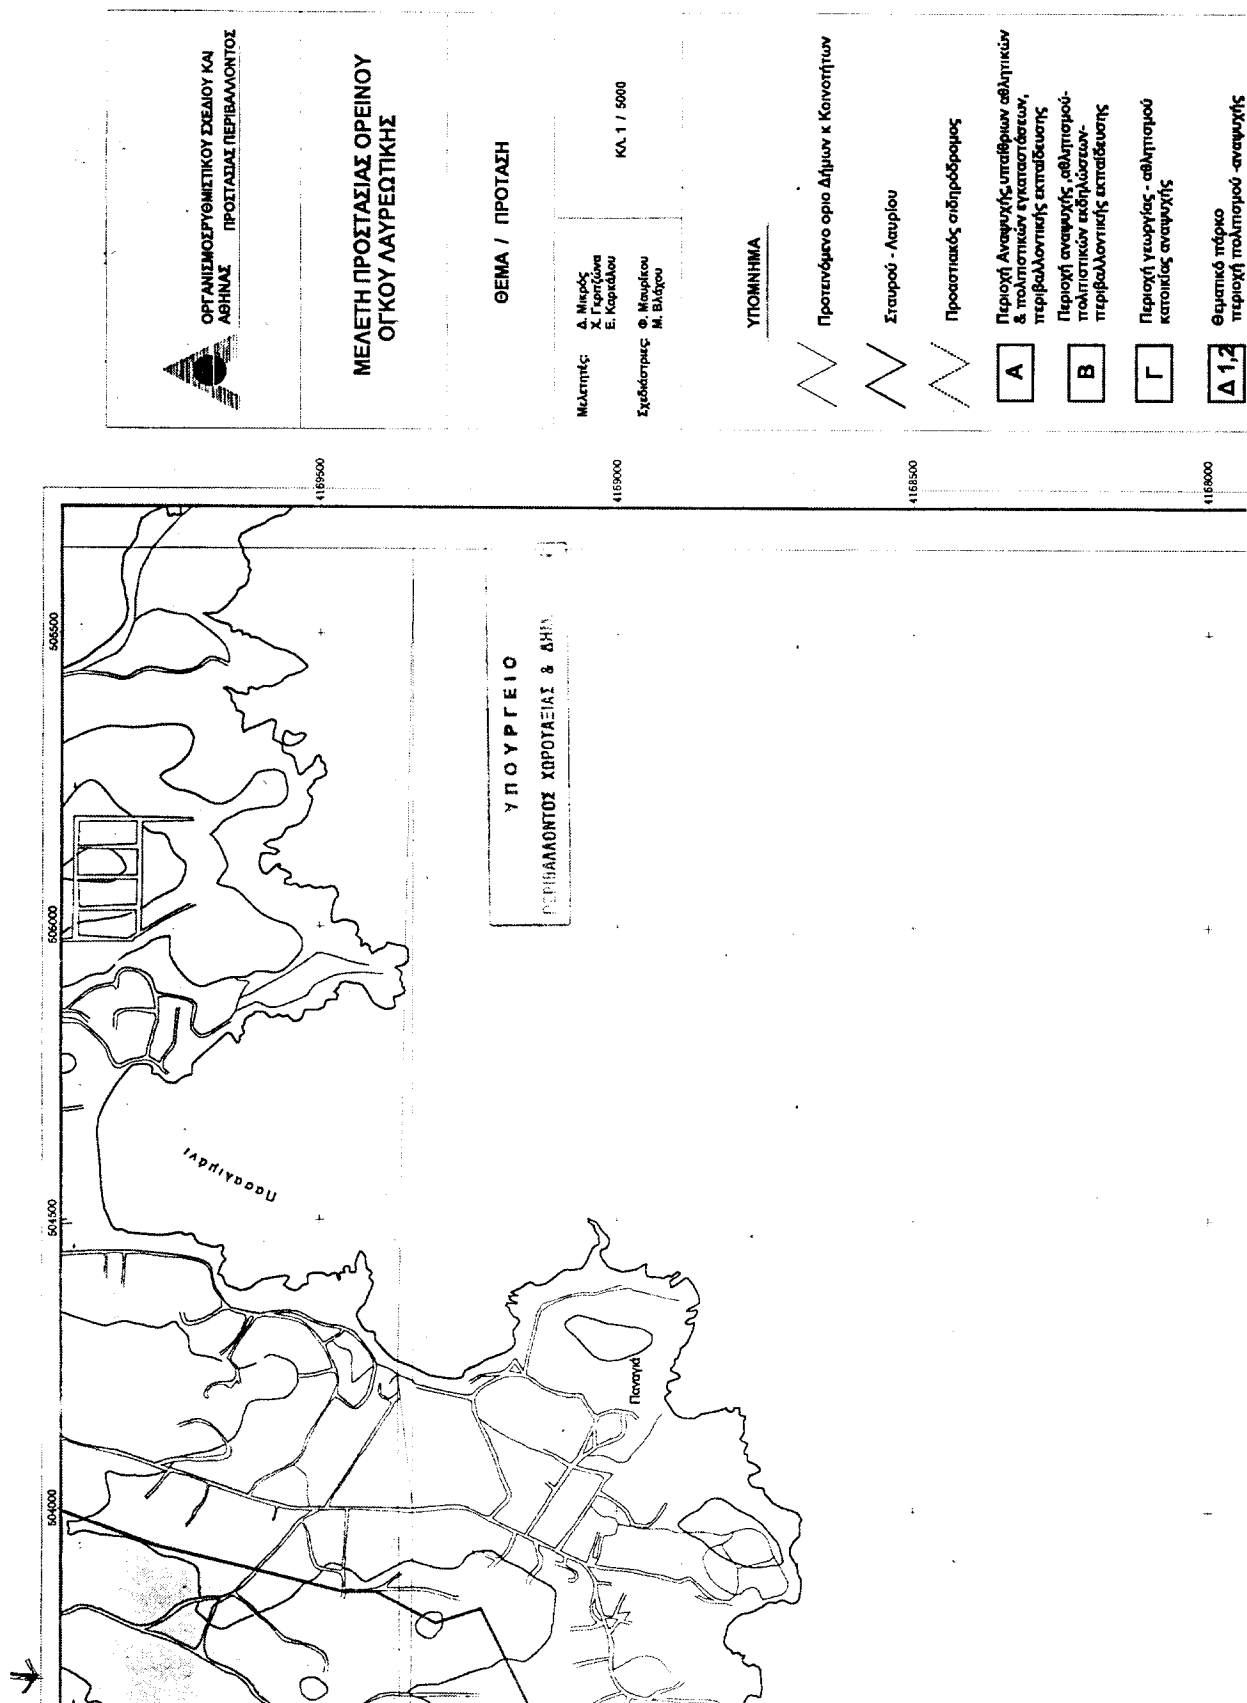 ΟΡΓΑΝΙΣΜΟΣ ΡΥΘΜΙΣΤΙΚΟΥ ΣΧΕΔΙΟΥ ΚΑΙ
ΑΘΗΝΑΣ ΠΡΟΣΤΑΣΙΑΣ ΠΕΡΙΒΑΛΛΟΝΤΟΣ
ΜΕΛΕΤΗ ΠΡΟΣΤΑΣΙΑΣ ΟΡΕΙΝΟΥ
ΟΓΚΟΥ ΛΑΥΡΕΩΤΙΚΗΣ
ΘΕΜΑ / ΠΡΟΤΑΣΗ
Μελετητές: Δ. Μικρός
Χ. Γκρτζώνα
Ε. Καρκάλου
Σχεδιάστριες: Φ. Μαυρίκου
Μ. Βλάχου
ΚΛ 1 / 5000
ΥΠΟΜΝΗΜΑ
Προτεινόμενο οριο Δήμων κ Κοινοτήτων
Σταυρού - Λαυρίου
Προαστιακός σιδηρόδρομος
Α Περιοχή Αναψυχής, υπαίθριων αθλητικών
& πολιτιστικών εγκαταστάσεων,
περιβαλλοντικής εκπαίδευσης
Β Περιοχή αναψυχής, αθλητισμού-
πολιτιστικών εκδηλώσεων-
περιβαλλοντικής εκπαίδευσης
Γ Περιοχή γεωργίας - αθλητισμού
κατοικίας αναψυχής
Δ 1,2 Θεματικό πάρκο
περιοχή πολιτισμού -αναψυχής
4169500
4169000
4168500
4168000
505500
505000
504500
504000
ΥΠΟΥΡΓΕΙΟ
ΠΕΡΙΒΑΛΛΟΝΤΟΣ ΧΩΡΟΤΑΞΙΑΣ &
Πασαλιμάνι
Παναγιά